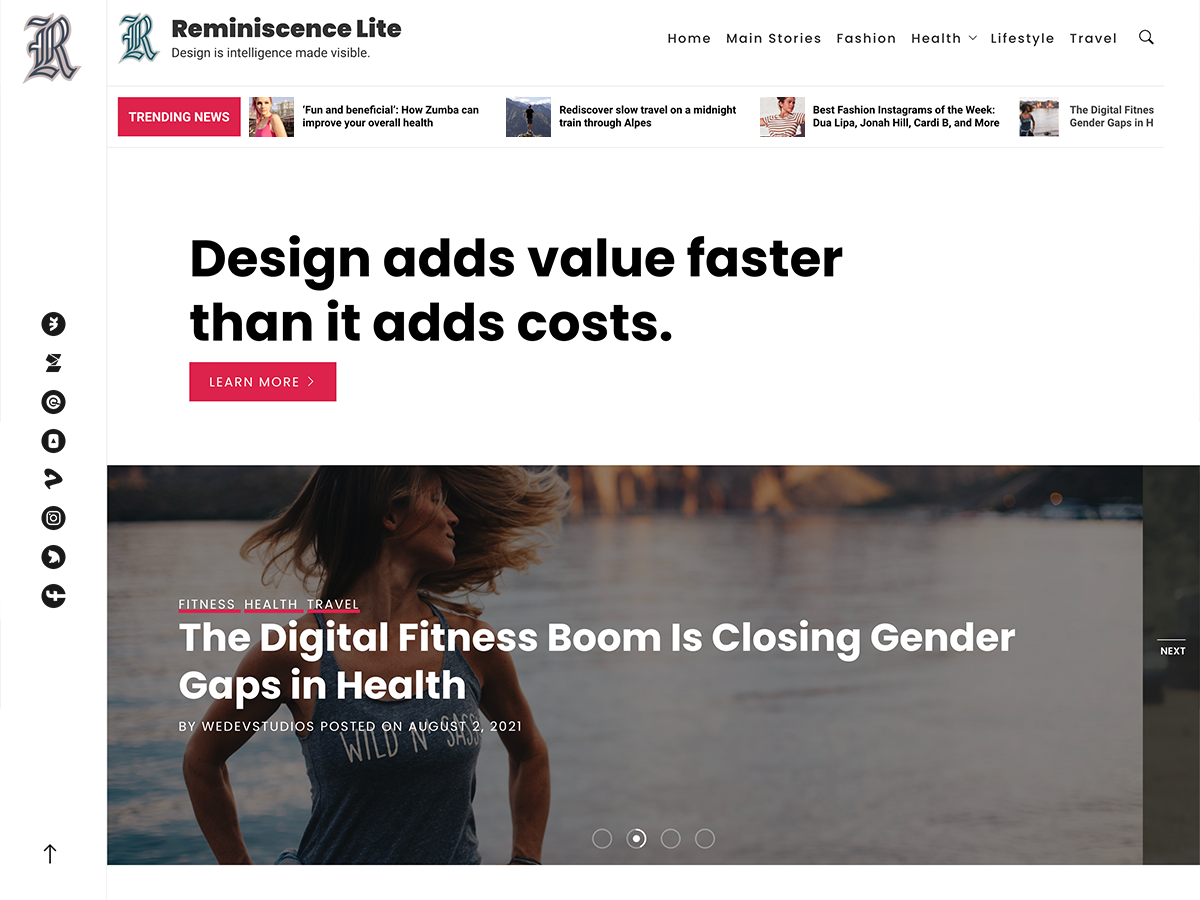 R
R
Reminiscence Lite
Design is intelligence made visible.
Home Main Stories Fashion Health Lifestyle Travel
TRENDING NEWS
‘Fun and beneficial’: How Zumba can
improve your overall health
Rediscover slow travel on a midnight
train through Alpes
Best Fashion Instagrams of the Week:
Dua Lipa, Jonah Hill, Cardi B, and More
The Digital Fitnes
Gender Gaps in H
Design adds value faster
than it adds costs.
LEARN MORE
FITNESS HEALTH TRAVEL
The Digital Fitness Boom Is Closing Gender
Gaps in Health
BY WEDEVSTUDIOS POSTED ON AUGUST 2, 2021
WILD N' SASS
NEXT